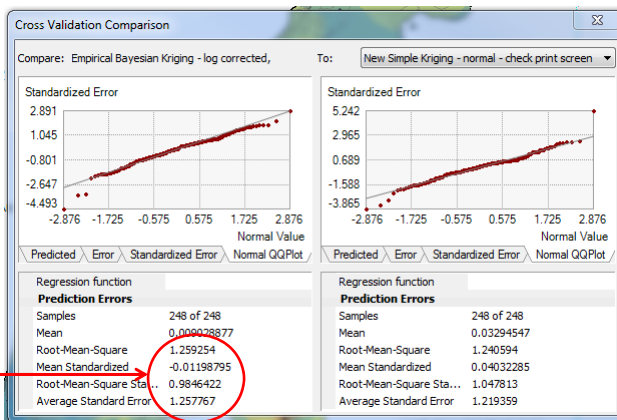 Cross Validation Comparison
Compare: Empirical Bayesian Kriging - log corrected,
To: New Simple Kriging - normal - check print screen
Standardized Error
2.891
1.045
-0.801
-2.647
-4.493
-2.876 -1.725 -0.575 0.575 1.725 2.876
Normal Value
Predicted Error Standardized Error Normal QQPlot
Regression function
Prediction Errors
Samples 248 of 248
Mean 0.009028877
Root-Mean-Square 1.259254
Mean Standardized -0.01198795
Root-Mean-Square Sta... 0.9846422
Average Standard Error 1.257767
Standardized Error
5.242
2.965
0.689
-1.588
-3.865
-2.876 -1.725 -0.575 0.575 1.725 2.876
Normal Value
Predicted Error Standardized Error Normal QQPlot
Regression function
Prediction Errors
Samples 248 of 248
Mean 0.03294547
Root-Mean-Square 1.240594
Mean Standardized 0.04032285
Root-Mean-Square Sta... 1.047813
Average Standard Error 1.219359